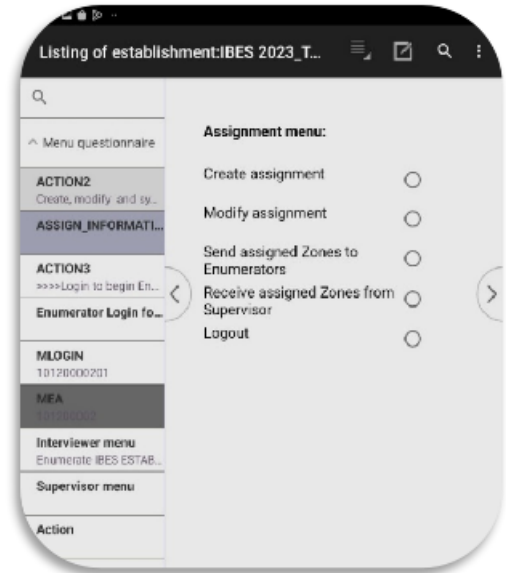 Listing of establishment:IBES 2023_T...
Menu questionnaire
ACTION2
Create, modify and sy...
ASSIGN_INFORMATI...
ACTION3
>>>>Login to begin En...
Enumerator Login fo...
MLOGIN
10120000201
MEA
Interviewer menu
Enumerate IBES ESTAB...
Supervisor menu
Action
Assignment menu:
Create assignment
Modify assignment
Send assigned Zones to
Enumerators
Receive assigned Zones from
Supervisor
Logout